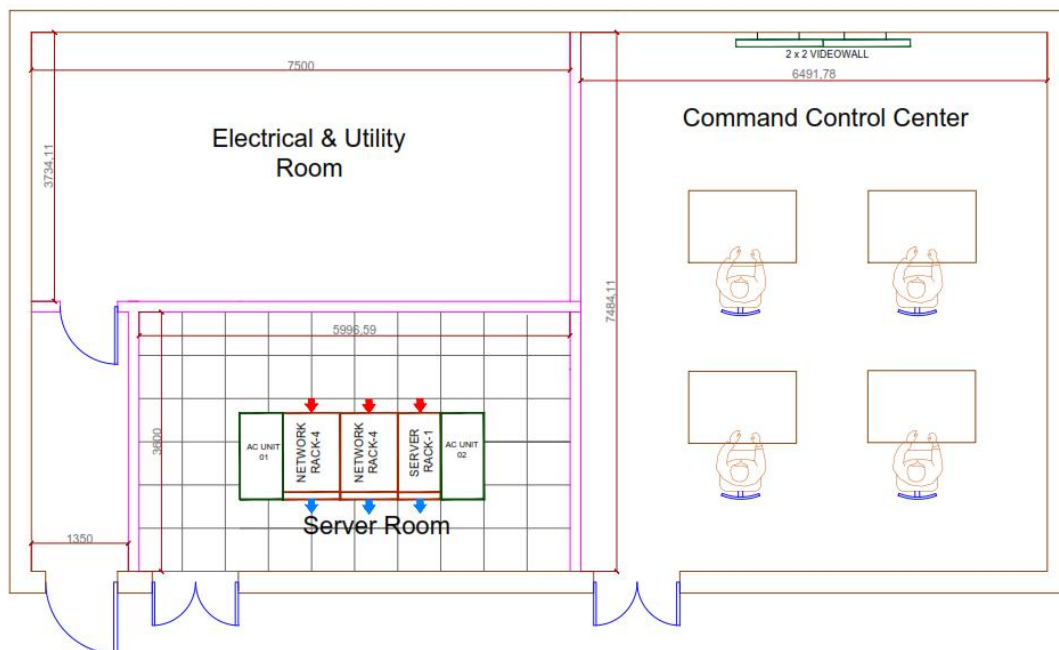 2 x 2 VIDEOWALL
7500
6491,78
Electrical & Utility
Room
Command Control Center
3734,11
7484,11
5996,59
3600
AC UNIT
01
NETWORK
RACK-4
NETWORK
RACK-4
SERVER
RACK-1
AC UNIT
02
Server Room
1350